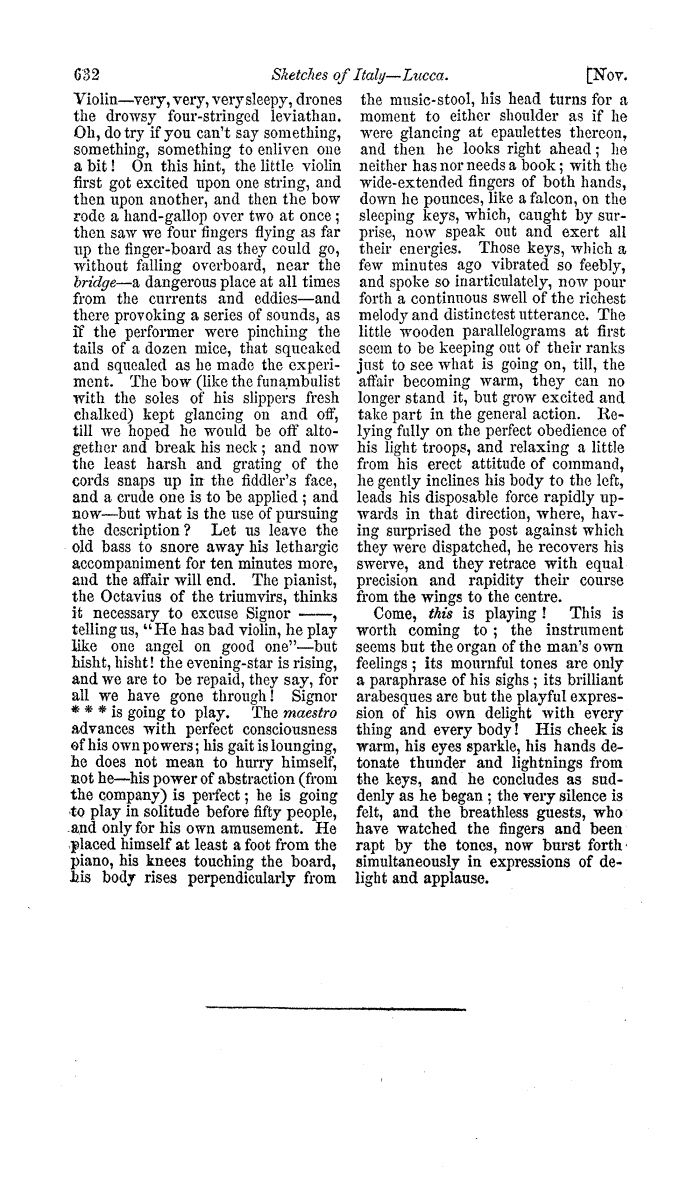 632 Sketches of Italy—Lucca. [Nov.
Violin—very, very, very sleepy, drones
the drowsy four-stringed leviathan.
Oh, do try if you can't say something,
something, something to enliven one
a bit! On this hint, the little violin
first got excited upon one string, and
then upon another, and then the bow
rode a hand-gallop over two at once;
then saw we four fingers flying as far
up the finger-board as they could go,
without falling overboard, near the
bridge—a dangerous place at all times
from the currents and eddies—and
there provoking a series of sounds, as
if the performer were pinching the
tails of a dozen mice, that squeaked
and squealed as he made the experi-
ment. The bow (like the funambulist
with the soles of his slippers fresh
chalked) kept glancing on and off,
till we hoped he would be off alto-
gether and break his neck; and now
the least harsh and grating of the
cords snaps up in the fiddler's face,
and a crude one is to be applied; and
now—but what is the use of pursuing
the description? Let us leave the
old bass to snore away his lethargic
accompaniment for ten minutes more,
and the affair will end. The pianist,
the Octavius of the triumvirs, thinks
it necessary to excuse Signor ——,
telling us, "He has bad violin, he play
like one angel on good one"—but
hisht, hisht! the evening-star is rising,
and we are to be repaid, they say, for
all we have gone through! Signor
* * * is going to play. The maestro
advances with perfect consciousness
of his own powers; his gait is lounging,
he does not mean to hurry himself,
not he—his power of abstraction (from
the company) is perfect; he is going
to play in solitude before fifty people,
and only for his own amusement. He
placed himself at least a foot from the
piano, his knees touching the board,
his body rises perpendicularly from
the music-stool, his head turns for a
moment to either shoulder as if he
were glancing at epaulettes thereon,
and then he looks right ahead; he
neither has nor needs a book; with the
wide-extended fingers of both hands,
down he pounces, like a falcon, on the
sleeping keys, which, caught by sur-
prise, now speak out and exert all
their energies. Those keys, which a
few minutes ago vibrated so feebly,
and spoke so inarticulately, now pour
forth a continuous swell of the richest
melody and distinctest utterance. The
little wooden parallelograms at first
seem to be keeping out of their ranks
just to see what is going on, till, the
affair becoming warm, they can no
longer stand it, but grow excited and
take part in the general action. Re-
lying fully on the perfect obedience of
his light troops, and relaxing a little
from his erect attitude of command,
he gently inclines his body to the left,
leads his disposable force rapidly up-
wards in that direction, where, hav-
ing surprised the post against which
they were dispatched, he recovers his
swerve, and they retrace with equal
precision and rapidity their course
from the wings to the centre.
Come, this is playing! This is
worth coming to; the instrument
seems but the organ of the man's own
feelings; its mournful tones are only
a paraphrase of his sighs; its brilliant
arabesques are but the playful expres-
sion of his own delight with every
thing and every body! His cheek is
warm, his eyes sparkle, his hands de-
tonate thunder and lightnings from
the keys, and he concludes as sud-
denly as he began; the very silence is
felt, and the breathless guests, who
have watched the fingers and been
rapt by the tones, now burst forth
simultaneously in expressions of de-
light and applause.